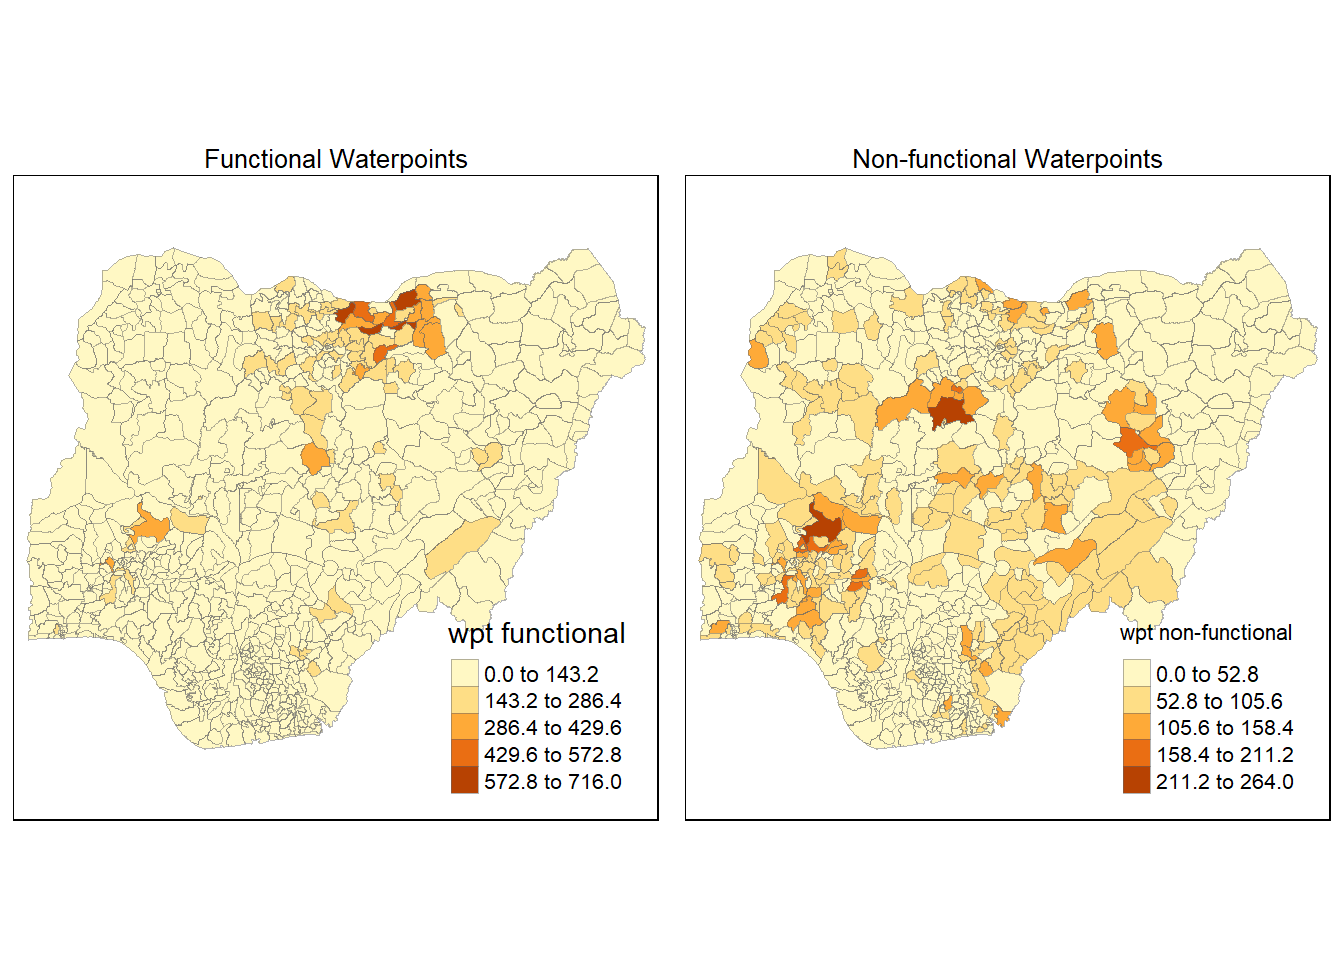 Functional Waterpoints
wpt functional
0.0 to 143.2
143.2 to 286.4
286.4 to 429.6
429.6 to 572.8
572.8 to 716.0
Non-functional Waterpoints
wpt non-functional
0.0 to 52.8
52.8 to 105.6
105.6 to 158.4
158.4 to 211.2
211.2 to 264.0